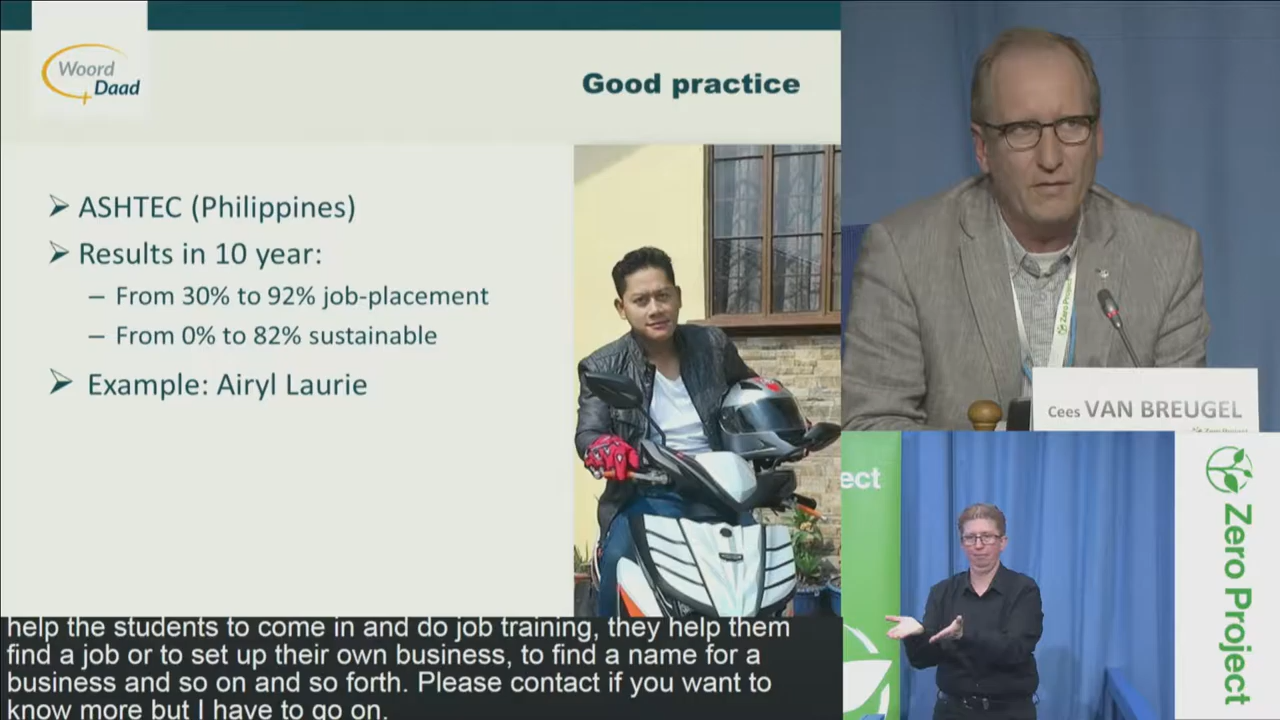 Woord
Daad
Good practice
ASHTEC (Philippines)
Results in 10 year:
– From 30% to 92% job-placement
– From 0% to 82% sustainable
Example: Airyl Laurie
help the students to come in and do job training, they help them
find a job or to set up their own business, to find a name for a
business and so on and so forth. Please contact if you want to
know more but I have to go on.
Zero Project
Cees VAN BREUGEL
Zero Project
ect
Zero Project